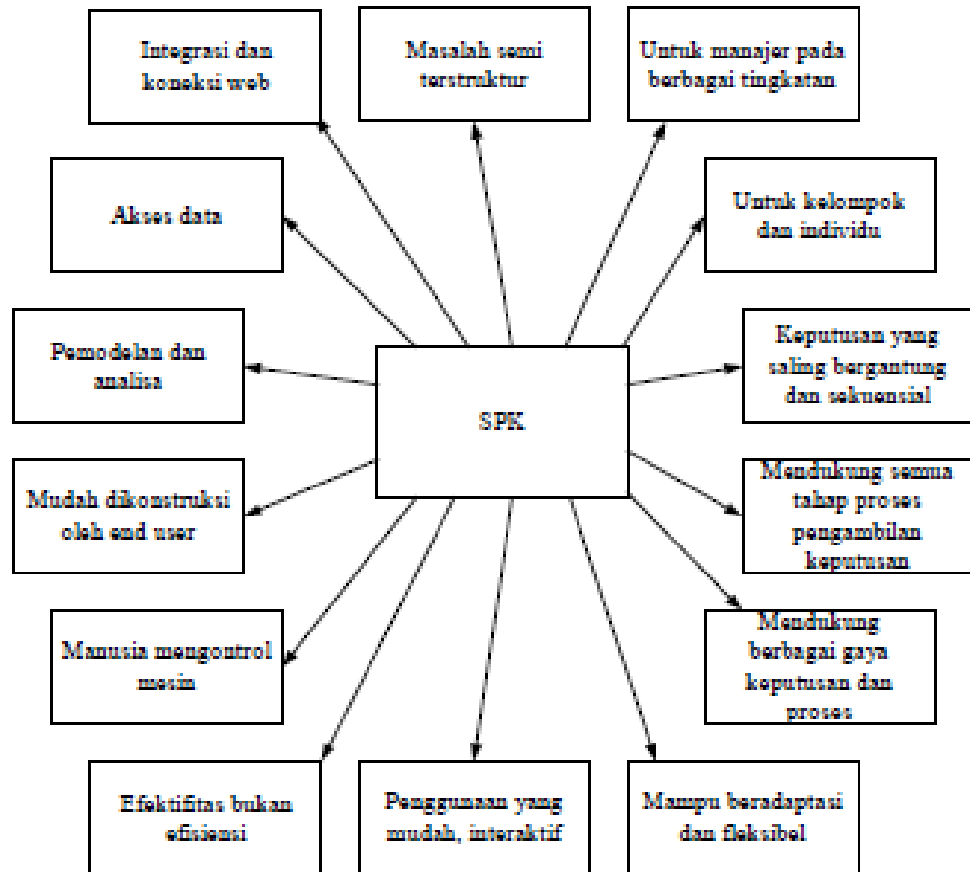 Integrasi dan
koneksi web
Masalah semi
terstruktur
Untuk manajer pada
berbagai tingkatan
Akses data
Untuk kelompok
dan individu
Pemodelan dan
analisa
SPK
Keputusan yang
saling bergantung
dan sekuensial
Mudah dikonstruksi
oleh end user
Mendukung semua
tahap proses
pengambilan
keputusan
Manusia mengontrol
mesin
Mendukung
berbagai gaya
keputusan dan
proses
Efektifitas bukan
efisiensi
Penggunaan yang
mudah, interaktif
Mampu beradaptasi
dan fleksibel